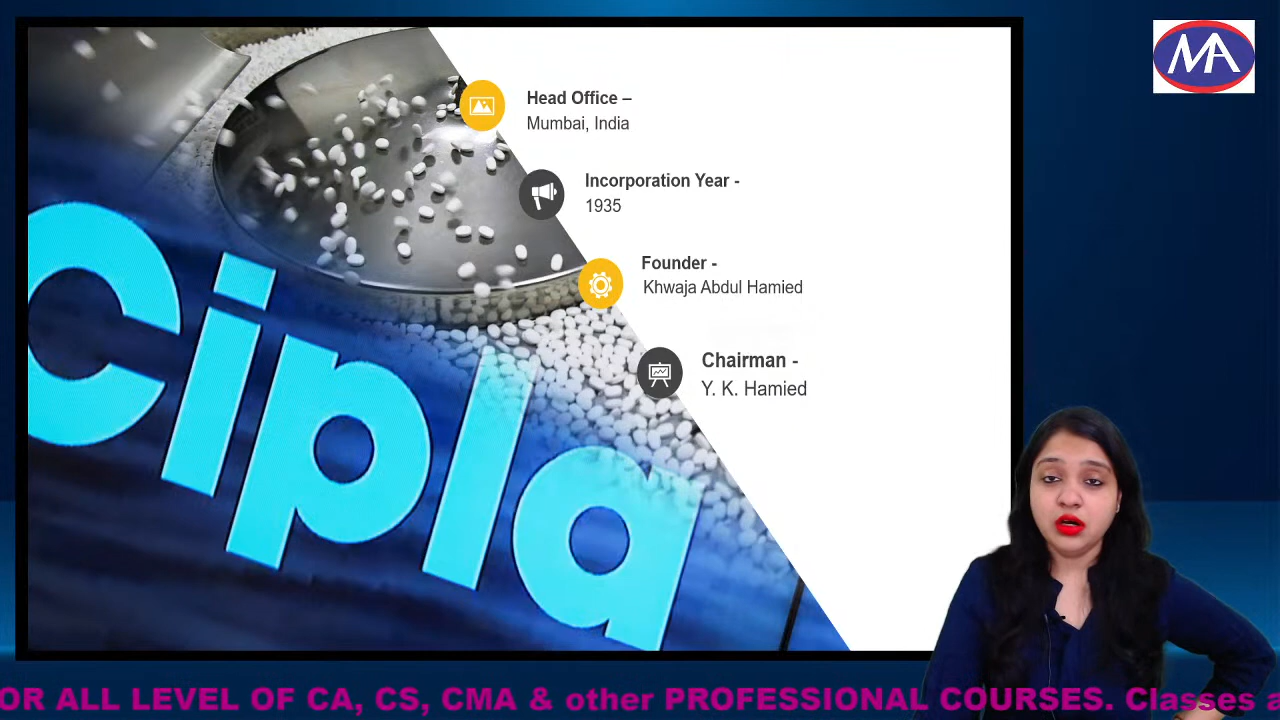 MA
Head Office –
Mumbai, India
Incorporation Year -
1935
Founder -
Khwaja Abdul Hamied
Chairman -
Y. K. Hamied
Cipla
OR ALL LEVEL OF CA, CS, CMA & other PROFESSIONAL COURSES. Classes a